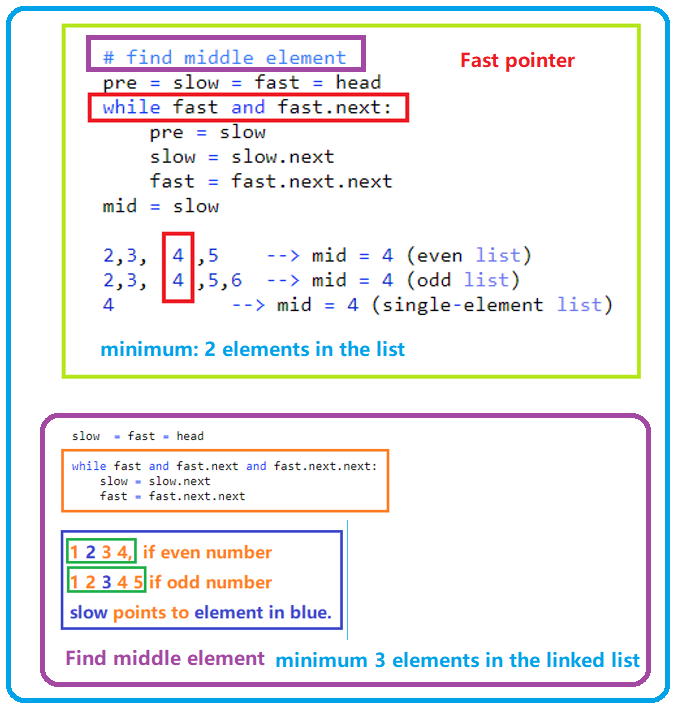 # find middle element
Fast pointer
pre = slow = fast = head
while fast and fast.next:
pre = slow
slow = slow.next
fast = fast.next.next
mid = slow
2,3, 4 ,5 --> mid = 4 (even list)
2,3, 4 ,5,6 --> mid = 4 (odd list)
4 --> mid = 4 (single-element list)
minimum: 2 elements in the list
slow = fast = head
while fast and fast.next and fast.next.next:
slow = slow.next
fast = fast.next.next
1 2 3 4, if even number
1 2 3 4 5 if odd number
slow points to element in blue.
Find middle element minimum 3 elements in the linked list